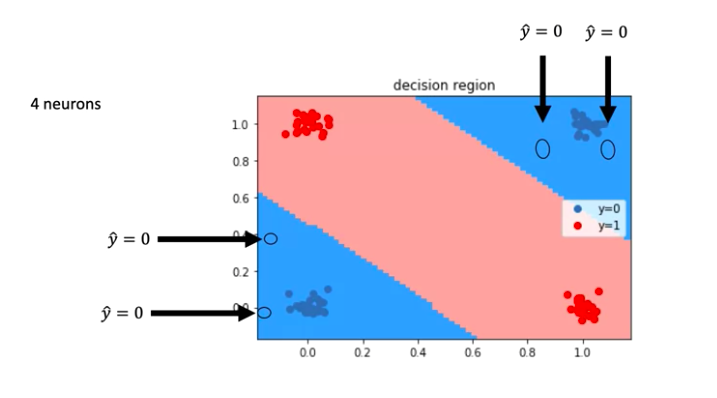 ŷ = 0 ŷ = 0
decision region
4 neurons
1.0
0.8
0.6
y=0
y=1
ŷ = 0
0.2
ŷ = 0
0.0 0.2 0.4 0.6 0.8 1.0